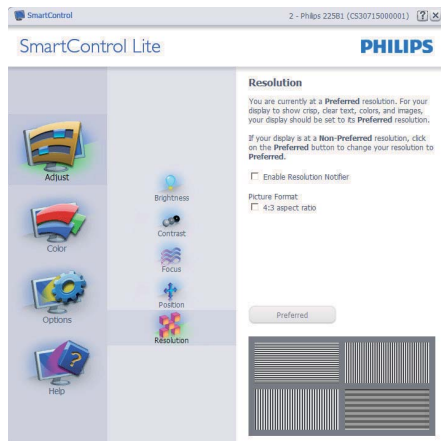 SmartControl
2 - Philips 225B1 (CS30715000001)
SmartControl Lite
PHILIPS
Adjust
Color
Options
Help
Brightness
Contrast
Focus
Position
Resolution
Resolution
You are currently at a Preferred resolution. For your
display to show crisp, clear text, colors, and images,
your display should be set to its Preferred resolution.
If your display is at a Non-Preferred resolution, click
on the Preferred button to change your resolution to
Preferred.
Enable Resolution Notifier
Picture Format
4:3 aspect ratio
Preferred